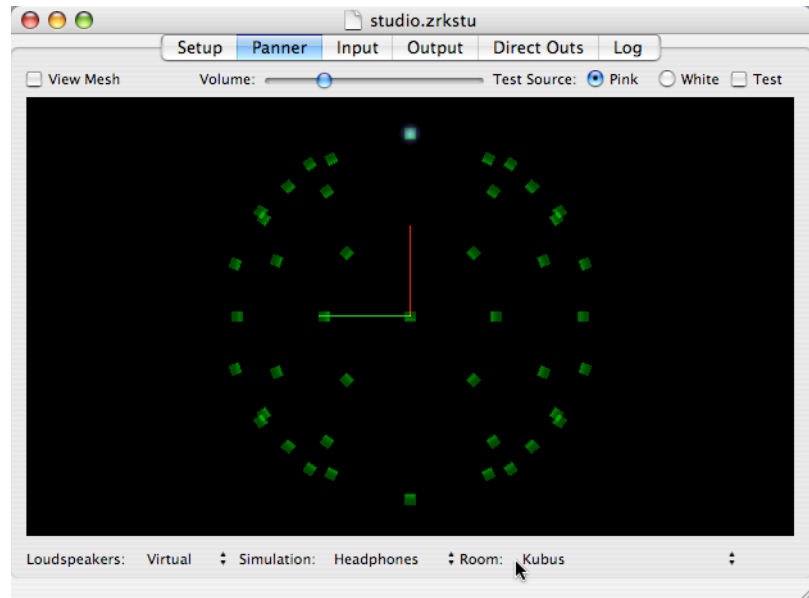 studio.zrkstu
Setup Panner Input Output Direct Outs Log
View Mesh Volume: Test Source: Pink White Test
Loudspeakers: Virtual Simulation: Headphones Room: Kubus